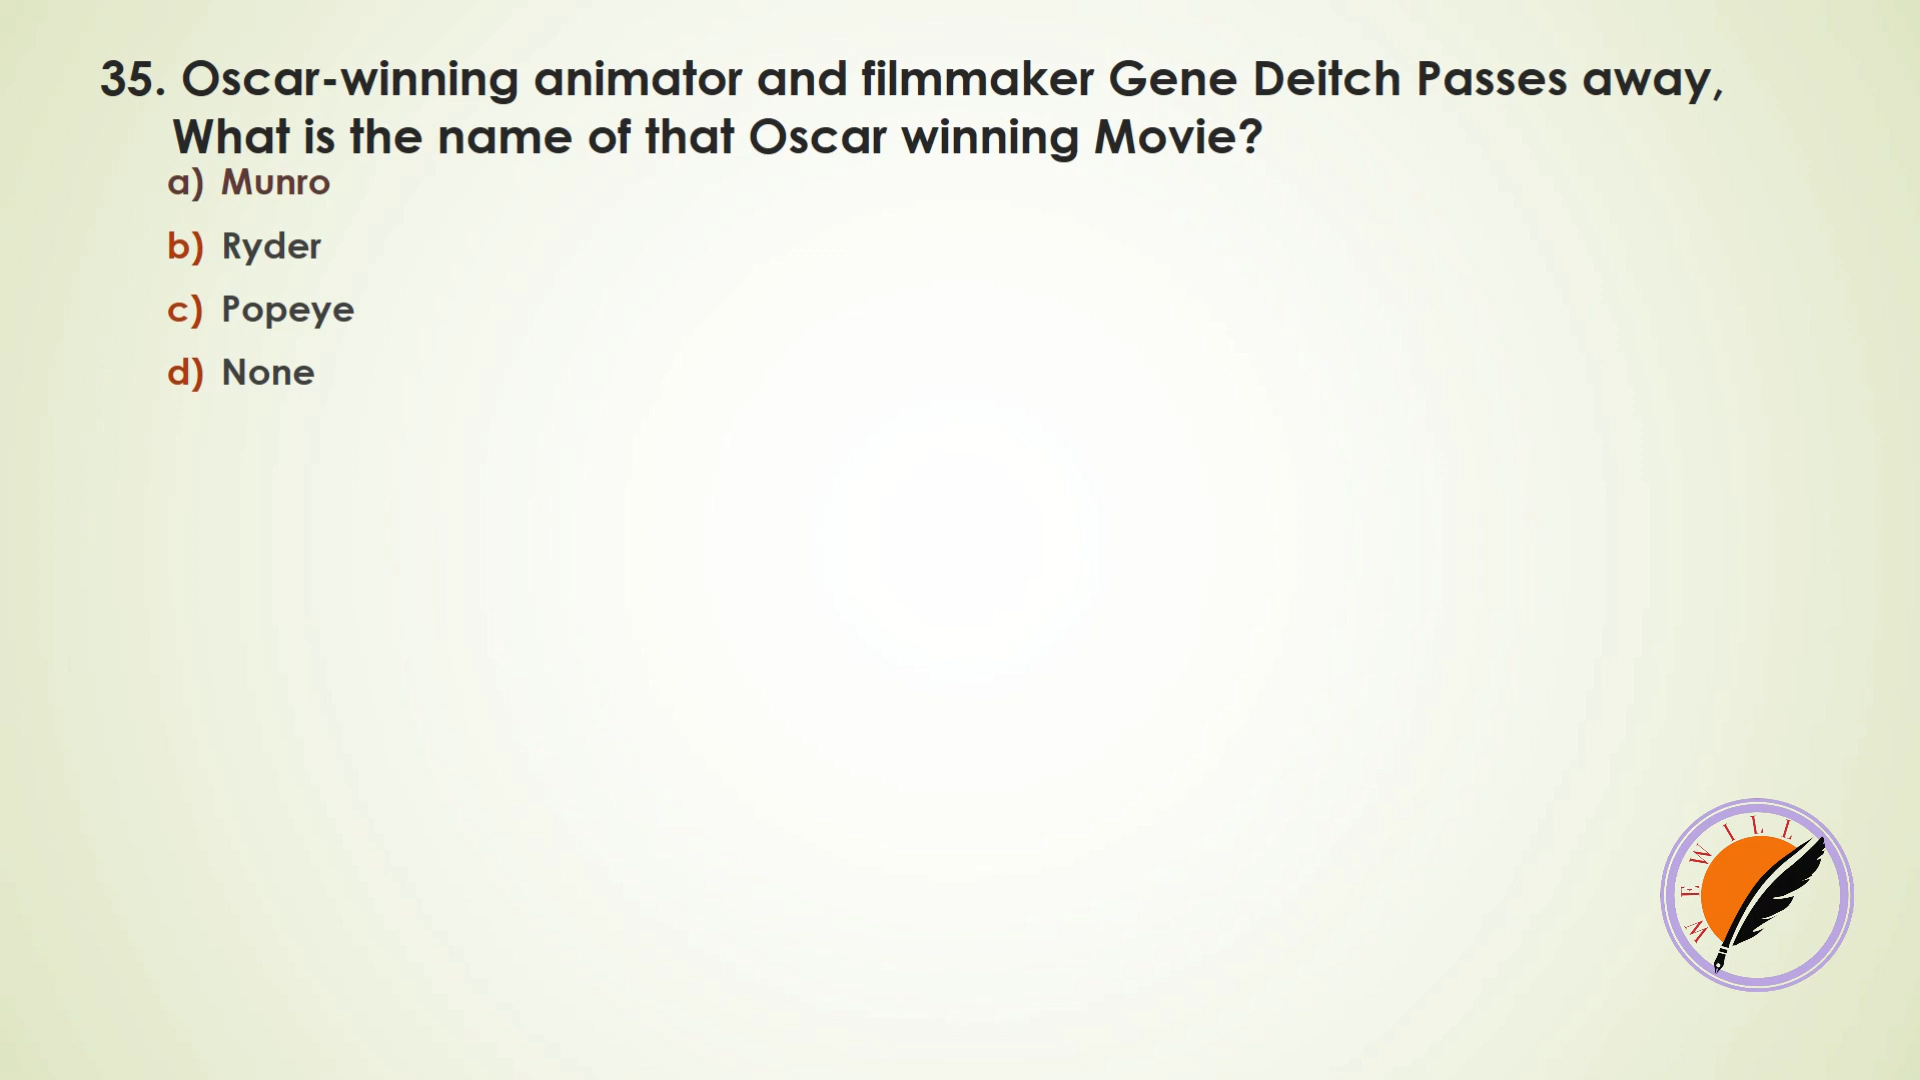 35. Oscar-winning animator and filmmaker Gene Deitch Passes away,
What is the name of that Oscar winning Movie?
a) Munro
b) Ryder
c) Popeye
d) None
WE WILL